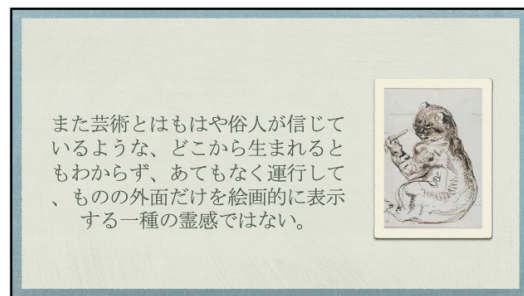 また芸術とはもはや俗人が信じて
いるような、どこから生まれると
もわからず、あてもなく運行して
、ものの外面だけを絵画的に表示
する一種の霊感ではない。